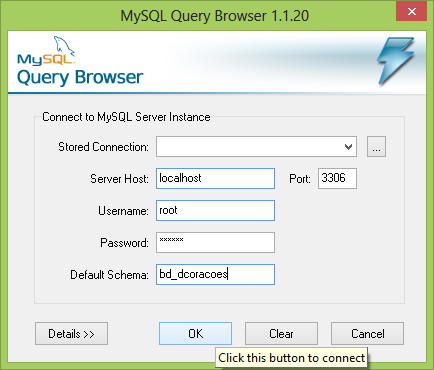 MySQL Query Browser 1.1.20
MySQL
Query Browser
Connect to MySQL Server Instance
Stored Connection:
...
Server Host: localhost Port: 3306
Username: root
Password: ******
Default Schema: bd_dcoracoes
Details >> OK Clear Cancel
Click this button to connect